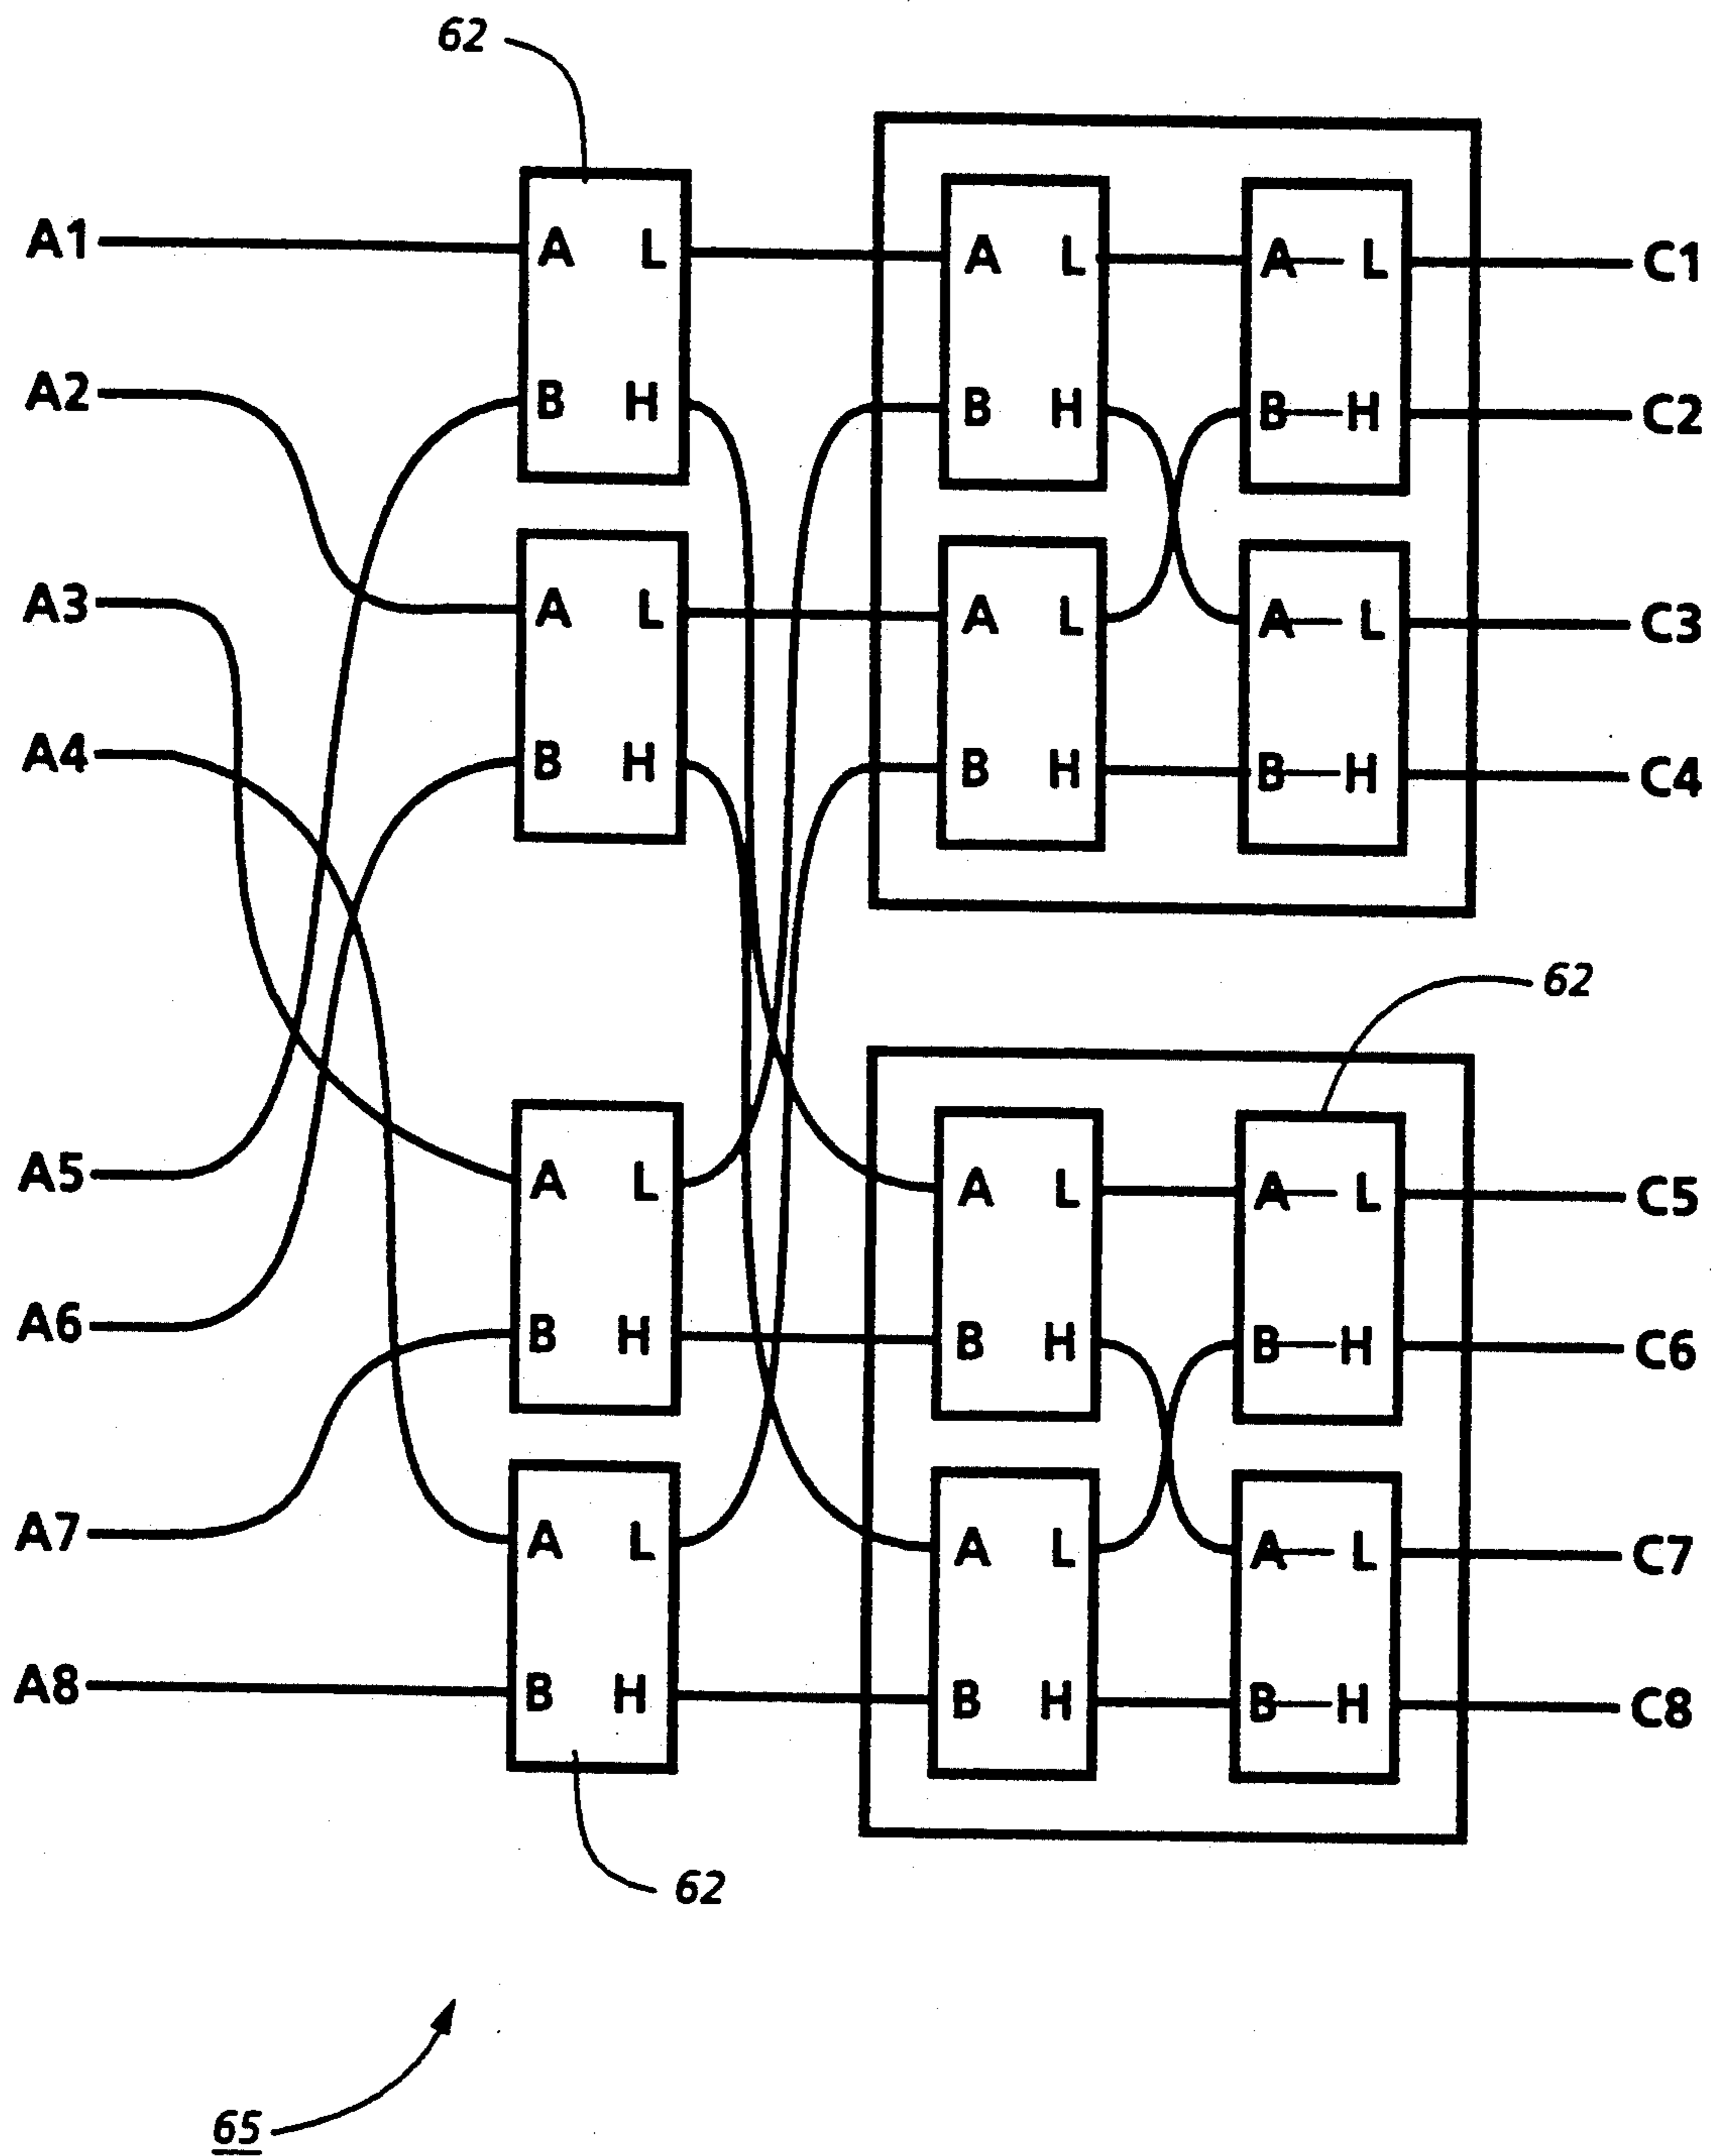 62
A1 A L A L A L C1
A2 B H B H B H C2
A3 A L A L A L C3
A4 B H B H B H C4
62
A5 A L A L A L C5
A6 B H B H B H C6
A7 A L A L A L C7
A8 B H B H B H C8
62
65